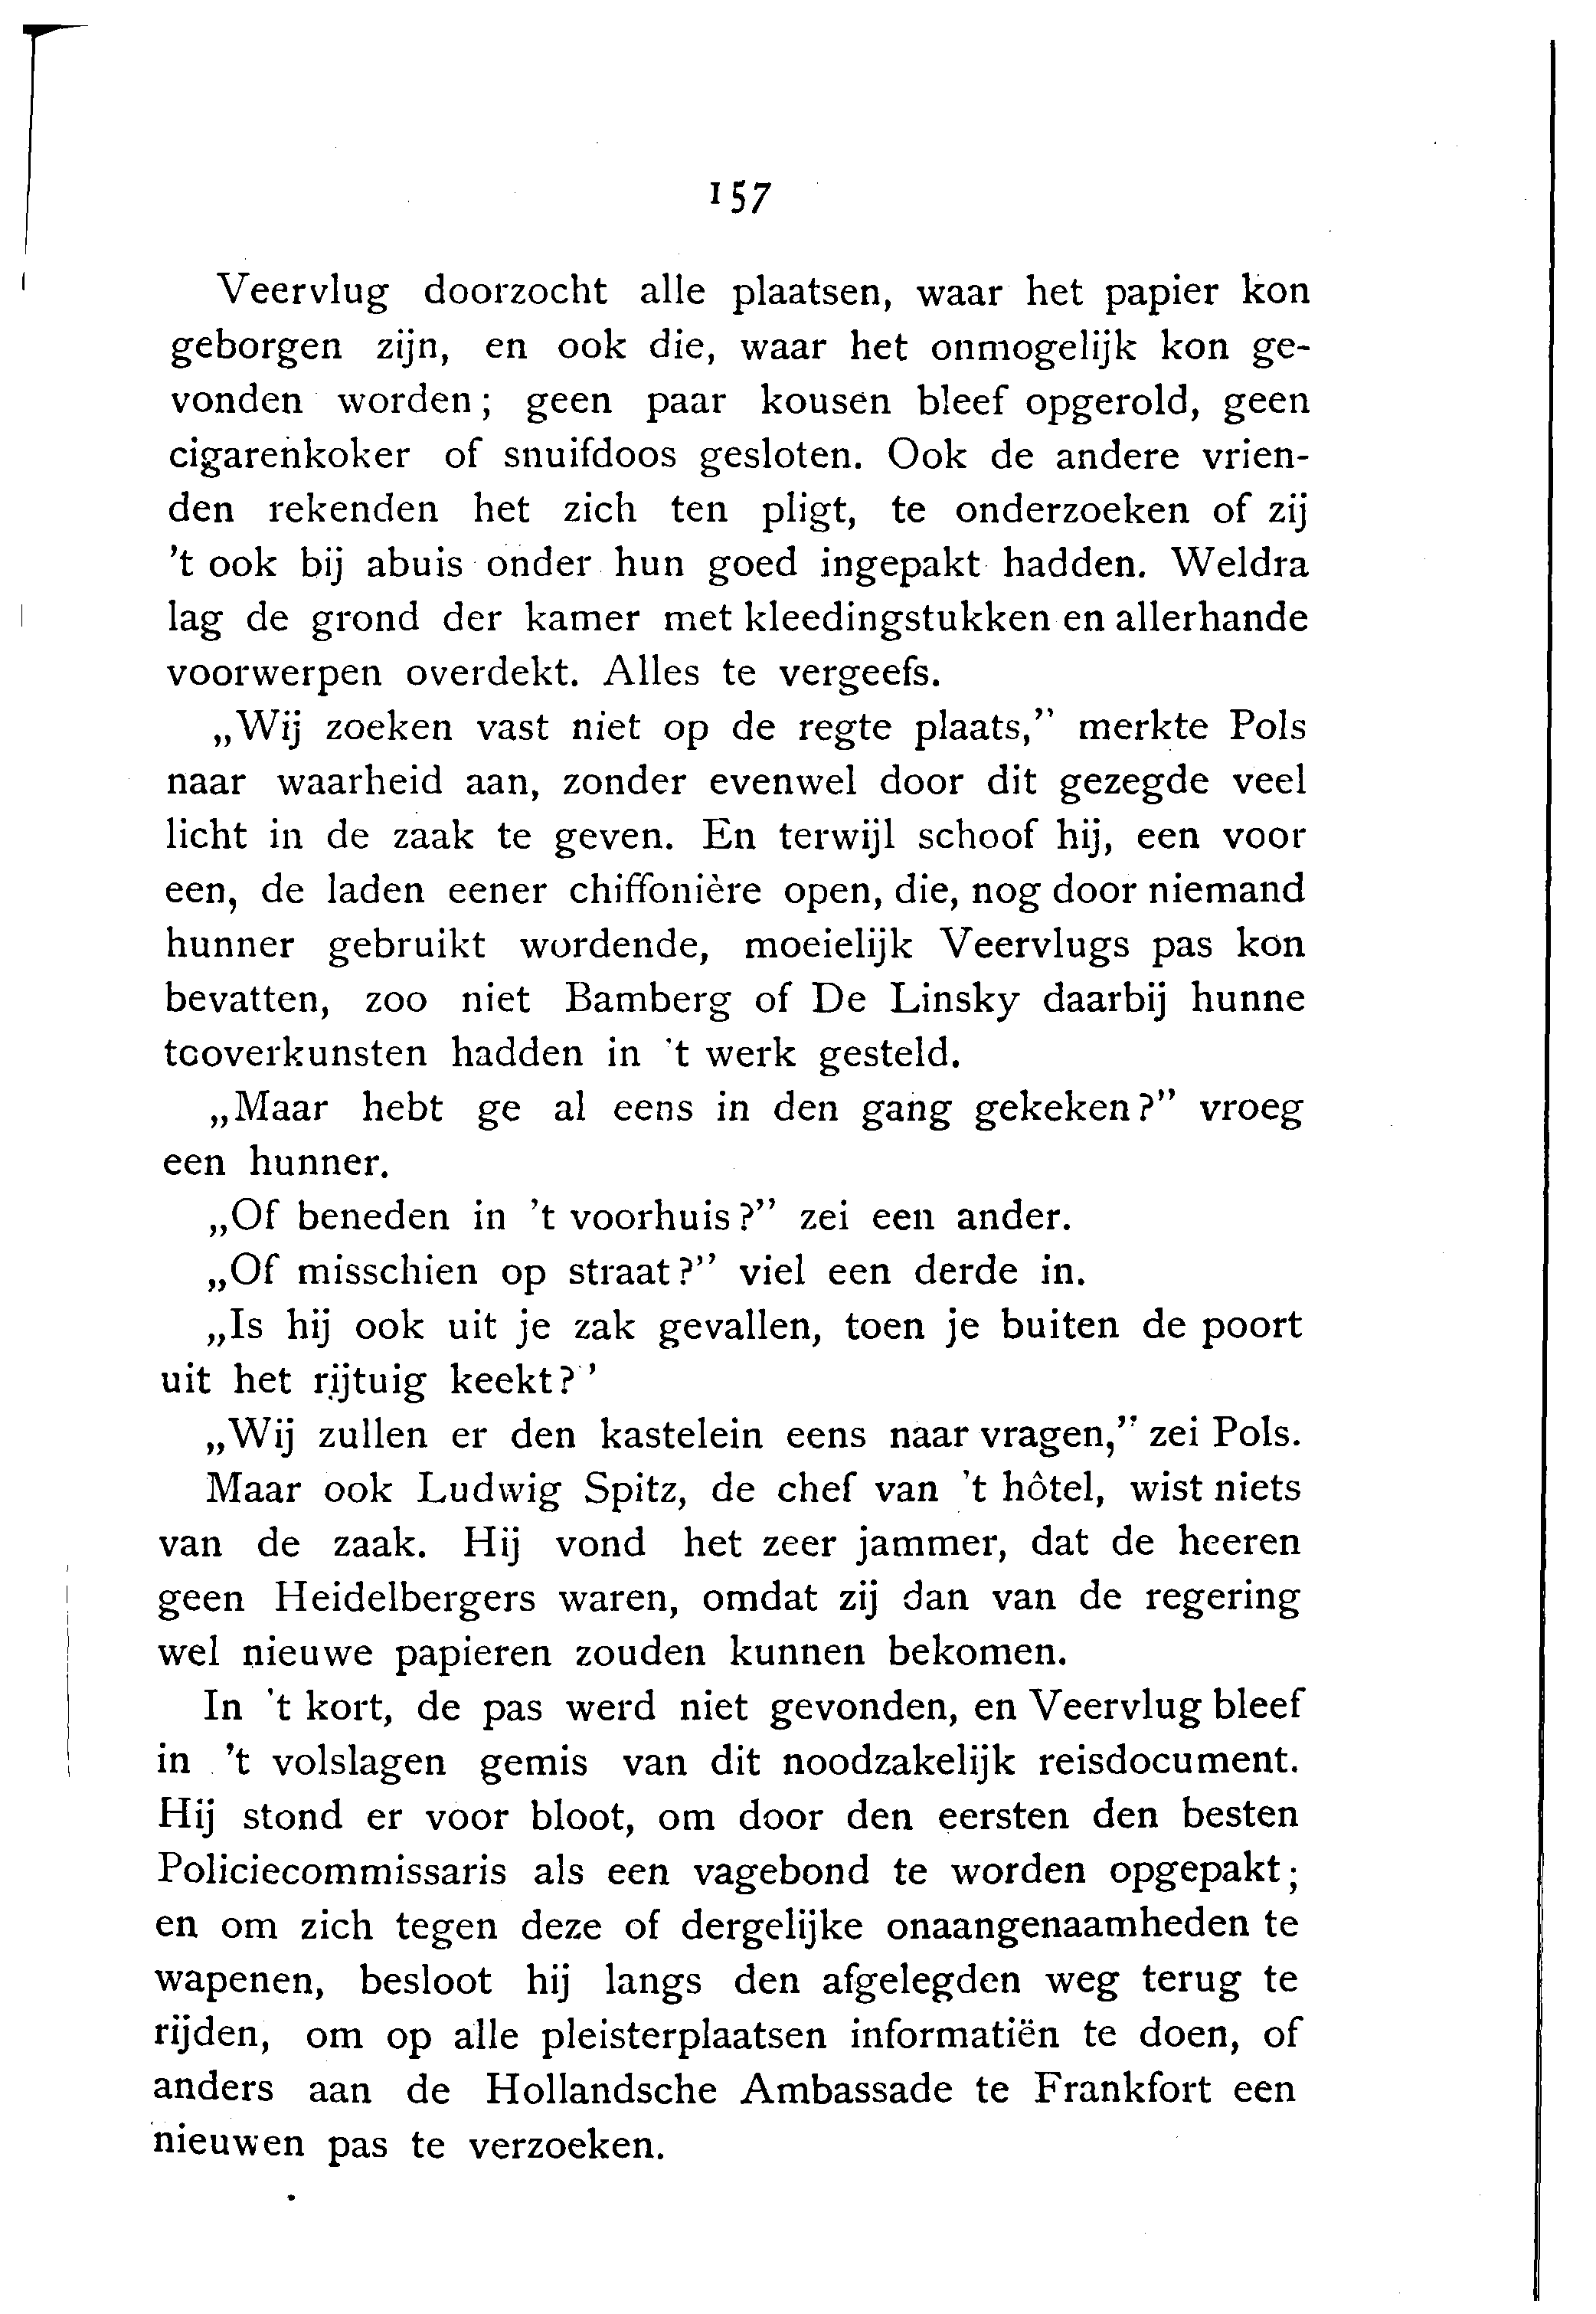 157
Veervlug doorzocht alle plaatsen, waar het papier kon
geborgen zijn, en ook die, waar het onmogelijk kon ge-
vonden worden; geen paar kousen bleef opgerold, geen
cigarenkoker of snuifdoos gesloten. Ook de andere vrien-
den rekenden het zich ten pligt, te onderzoeken of zij
't ook bij abuis onder hun goed ingepakt hadden. Weldra
lag de grond der kamer met kleedingstukken en allerhande
voorwerpen overdekt. Alles te vergeefs.
„Wij zoeken vast niet op de regte plaats,” merkte Pols
naar waarheid aan, zonder evenwel door dit gezegde veel
licht in de zaak te geven. En terwijl schoof hij, een voor
een, de laden eener chiffonière open, die, nog door niemand
hunner gebruikt wordende, moeielijk Veervlugs pas kon
bevatten, zoo niet Bamberg of De Linsky daarbij hunne
tooverkunsten hadden in 't werk gesteld.
„Maar hebt ge al eens in den gang gekeken?” vroeg
een hunner.
„Of beneden in 't voorhuis?” zei een ander.
„Of misschien op straat?” viel een derde in.
„Is hij ook uit je zak gevallen, toen je buiten de poort
uit het rijtuig keekt?”
„Wij zullen er den kastelein eens naar vragen,” zei Pols.
Maar ook Ludwig Spitz, de chef van 't hôtel, wist niets
van de zaak. Hij vond het zeer jammer, dat de heeren
geen Heidelbergers waren, omdat zij dan van de regering
wel nieuwe papieren zouden kunnen bekomen.
In 't kort, de pas werd niet gevonden, en Veervlug bleef
in 't volslagen gemis van dit noodzakelijk reisdocument.
Hij stond er voor bloot, om door den eersten den besten
Policiecommissaris als een vagebond te worden opgepakt;
en om zich tegen deze of dergelijke onaangenaamheden te
wapenen, besloot hij langs den afgelegden weg terug te
rijden, om op alle pleisterplaatsen informatiën te doen, of
anders aan de Hollandsche Ambassade te Frankfort een
nieuwen pas te verzoeken.